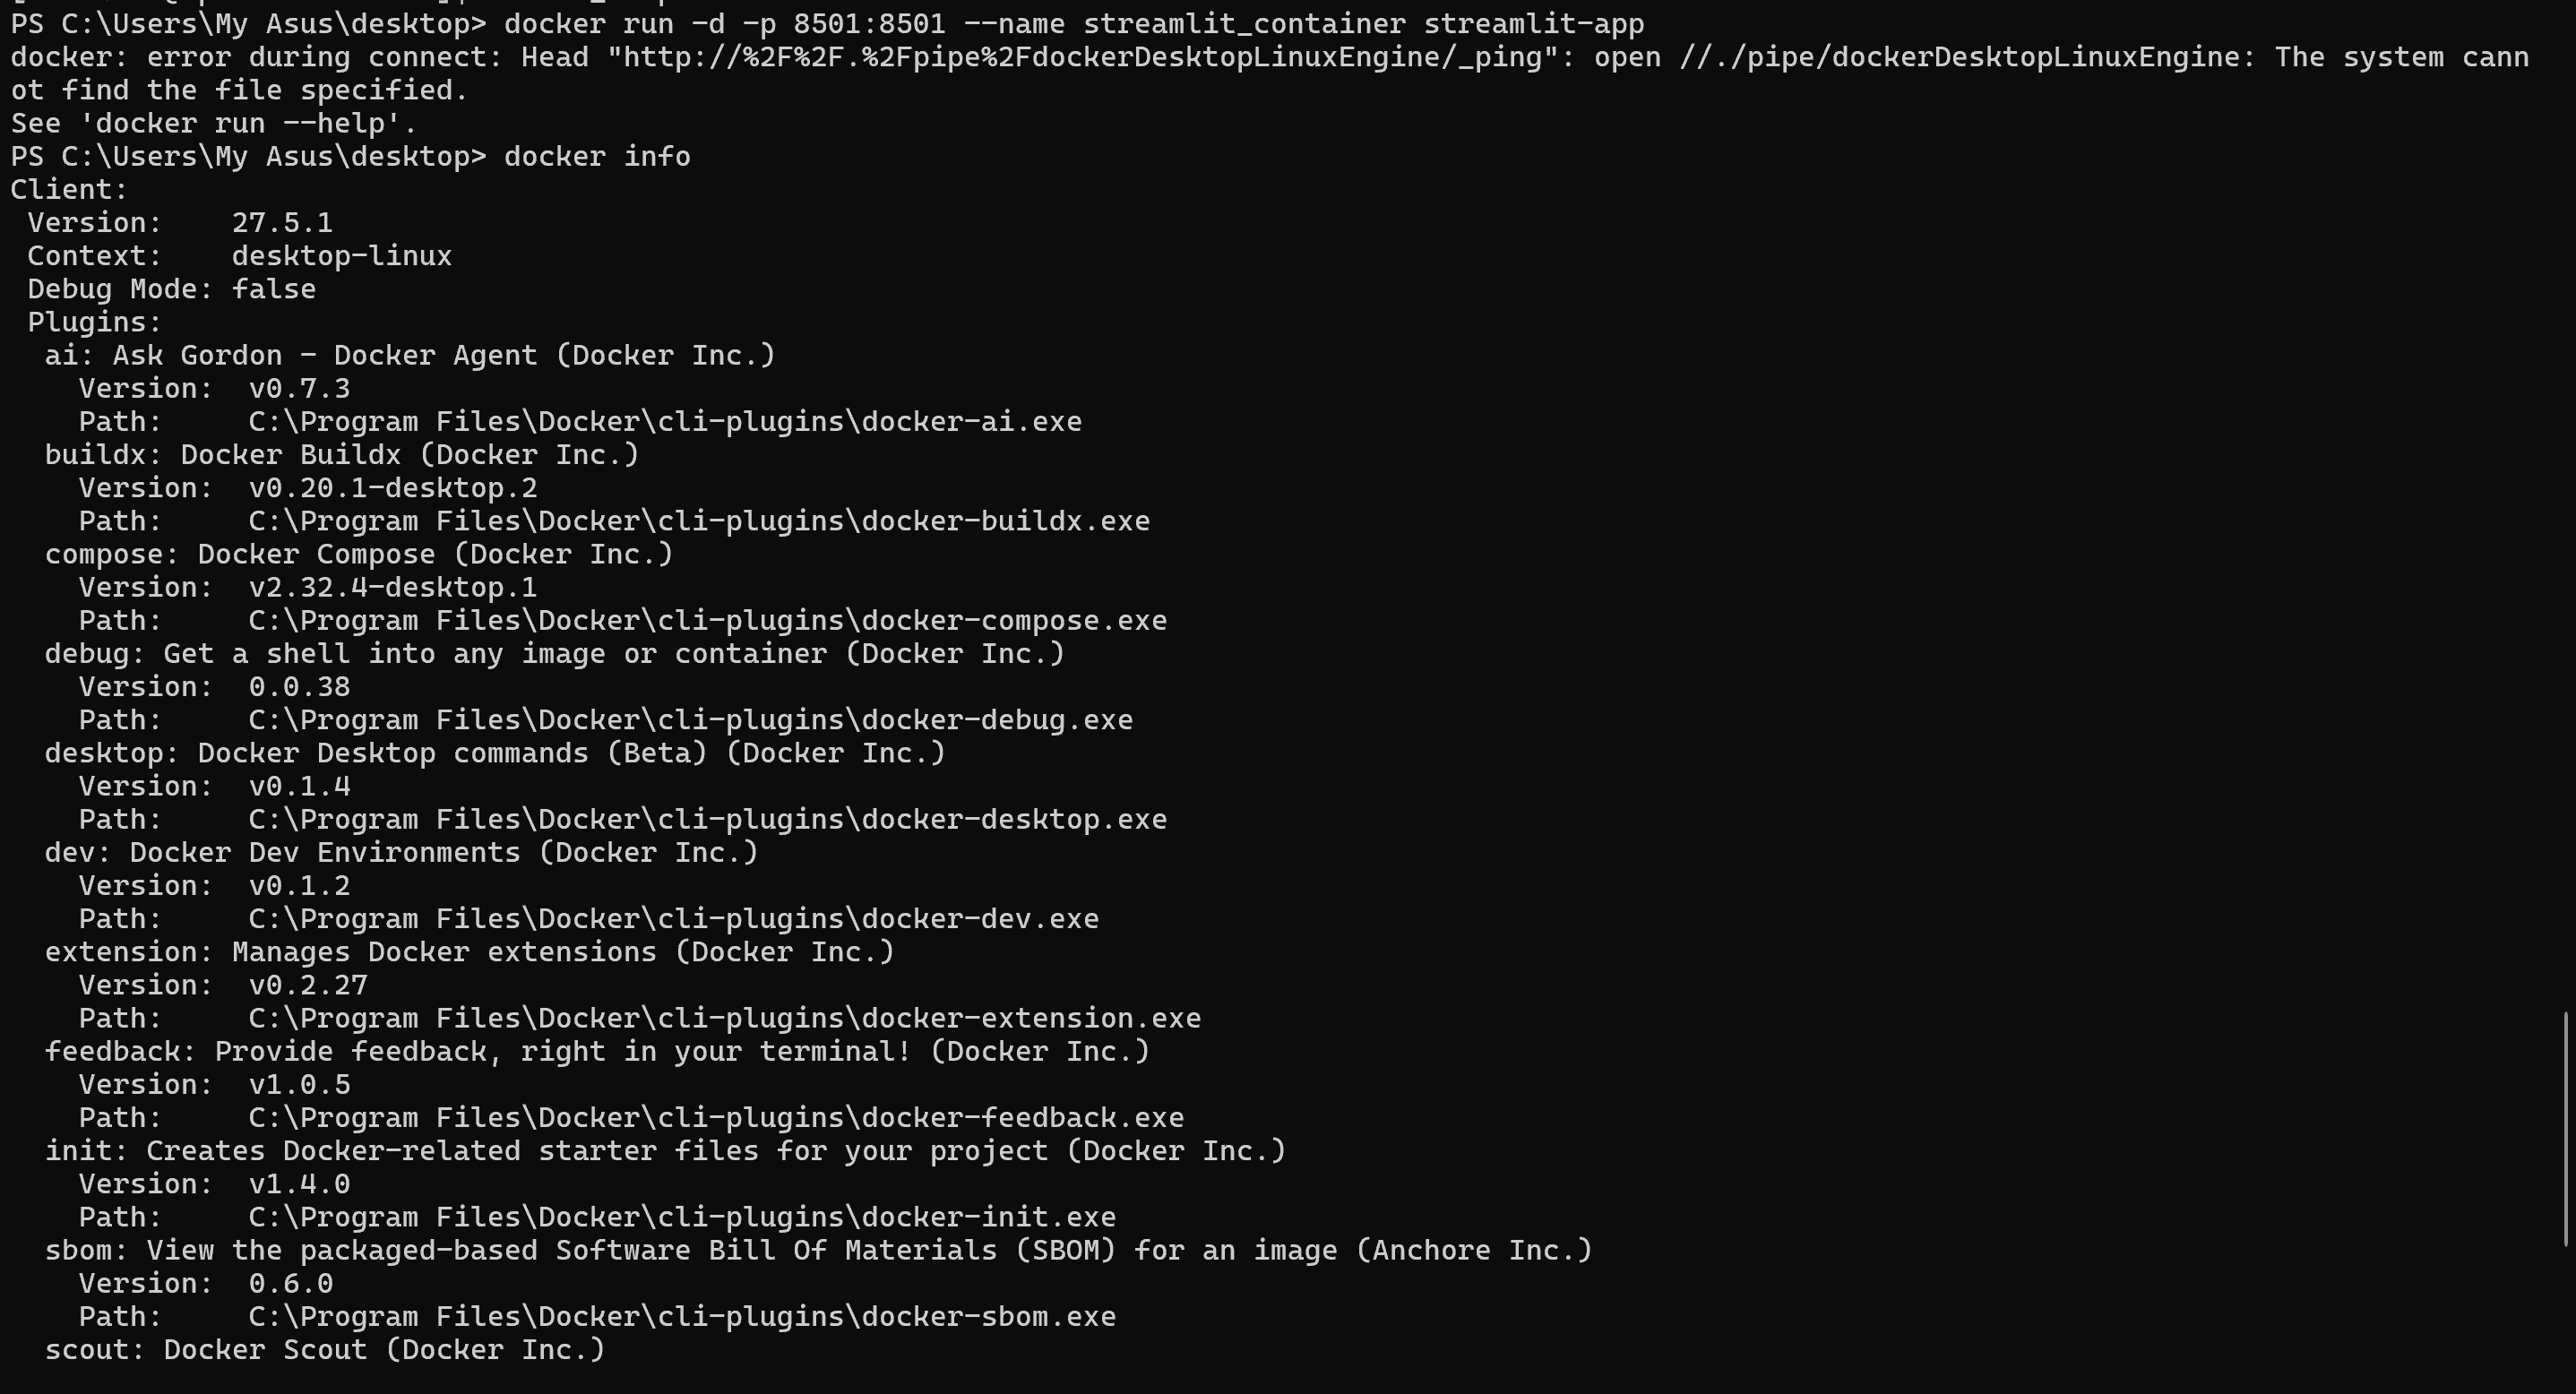 PS C:\Users\My Asus\desktop> docker run -d -p 8501:8501 --name streamlit_container streamlit-app
docker: error during connect: Head "http://%2F%2F.%2Fpipe%2FdockerDesktopLinuxEngine/_ping": open //./pipe/dockerDesktopLinuxEngine: The system cann
ot find the file specified.
See 'docker run --help'.
PS C:\Users\My Asus\desktop> docker info
Client:
 Version:    27.5.1
 Context:    desktop-linux
 Debug Mode: false
 Plugins:
  ai: Ask Gordon - Docker Agent (Docker Inc.)
    Version:  v0.7.3
    Path:     C:\Program Files\Docker\cli-plugins\docker-ai.exe
  buildx: Docker Buildx (Docker Inc.)
    Version:  v0.20.1-desktop.2
    Path:     C:\Program Files\Docker\cli-plugins\docker-buildx.exe
  compose: Docker Compose (Docker Inc.)
    Version:  v2.32.4-desktop.1
    Path:     C:\Program Files\Docker\cli-plugins\docker-compose.exe
  debug: Get a shell into any image or container (Docker Inc.)
    Version:  0.0.38
    Path:     C:\Program Files\Docker\cli-plugins\docker-debug.exe
  desktop: Docker Desktop commands (Beta) (Docker Inc.)
    Version:  v0.1.4
    Path:     C:\Program Files\Docker\cli-plugins\docker-desktop.exe
  dev: Docker Dev Environments (Docker Inc.)
    Version:  v0.1.2
    Path:     C:\Program Files\Docker\cli-plugins\docker-dev.exe
  extension: Manages Docker extensions (Docker Inc.)
    Version:  v0.2.27
    Path:     C:\Program Files\Docker\cli-plugins\docker-extension.exe
  feedback: Provide feedback, right in your terminal! (Docker Inc.)
    Version:  v1.0.5
    Path:     C:\Program Files\Docker\cli-plugins\docker-feedback.exe
  init: Creates Docker-related starter files for your project (Docker Inc.)
    Version:  v1.4.0
    Path:     C:\Program Files\Docker\cli-plugins\docker-init.exe
  sbom: View the packaged-based Software Bill Of Materials (SBOM) for an image (Anchore Inc.)
    Version:  0.6.0
    Path:     C:\Program Files\Docker\cli-plugins\docker-sbom.exe
  scout: Docker Scout (Docker Inc.)